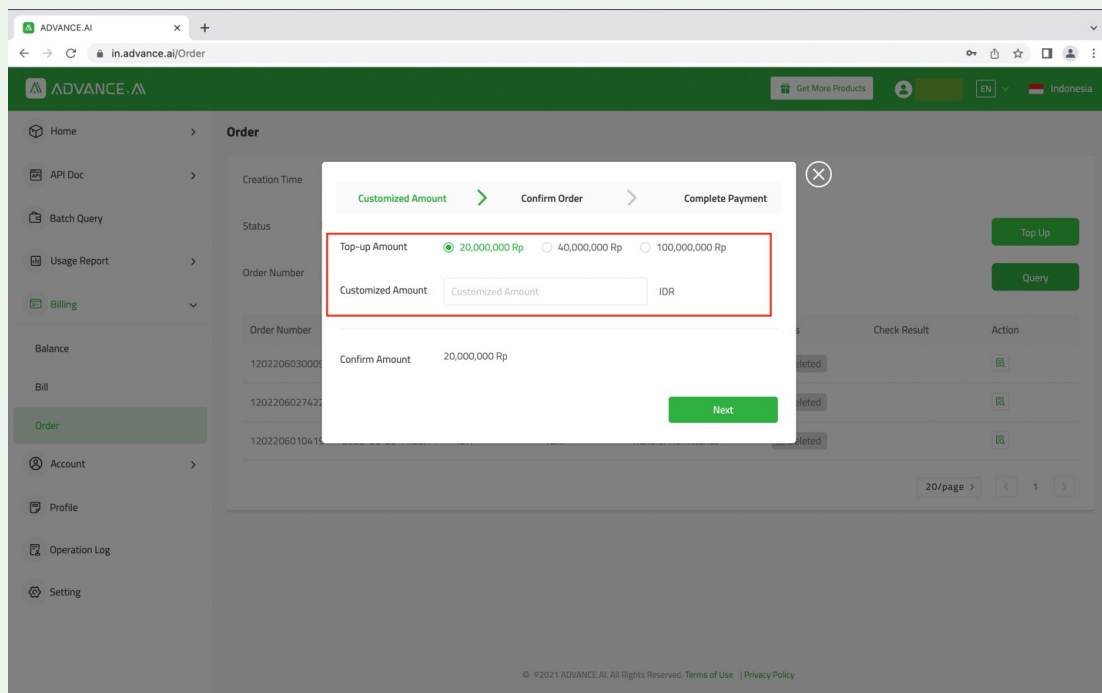 ADVANCE.AI
in.advance.ai/Order
ADVANCE.AI
Get More Products
EN
Indonesia
Home
API Doc
Batch Query
Usage Report
Billing
Balance
Bill
Order
Account
Profile
Operation Log
Setting
Order
Creation Time
Status
Order Number
Top Up
Query
Customized Amount
Confirm Order
Complete Payment
Top-up Amount
20,000,000 Rp
40,000,000 Rp
100,000,000 Rp
Customized Amount
Customized Amount
IDR
Confirm Amount
20,000,000 Rp
Next
Order Number
Check Result
Action
120220603000
120220602742
120220601041
20/page
1
© ©2021 ADVANCE.AI. All Rights Reserved. Terms of Use | Privacy Policy